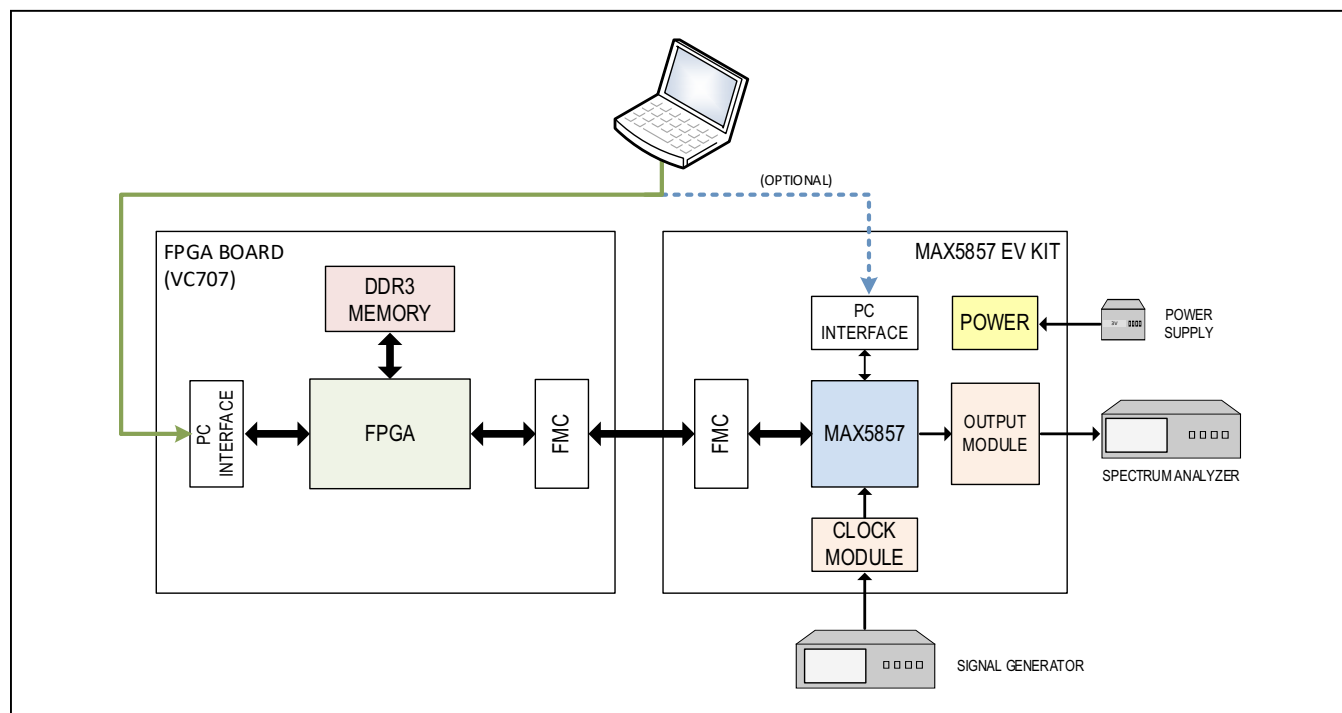 (OPTIONAL)
FPGA BOARD
(VC707)
MAX5857 EV KIT
DDR3
MEMORY
PC
INTERFACE
POWER
3V
POWER
SUPPLY
PC
INTERFACE
FPGA
FMC
FMC
MAX5857
OUTPUT
MODULE
SPECTRUM ANALYZER
CLOCK
MODULE
SIGNAL GENERATOR